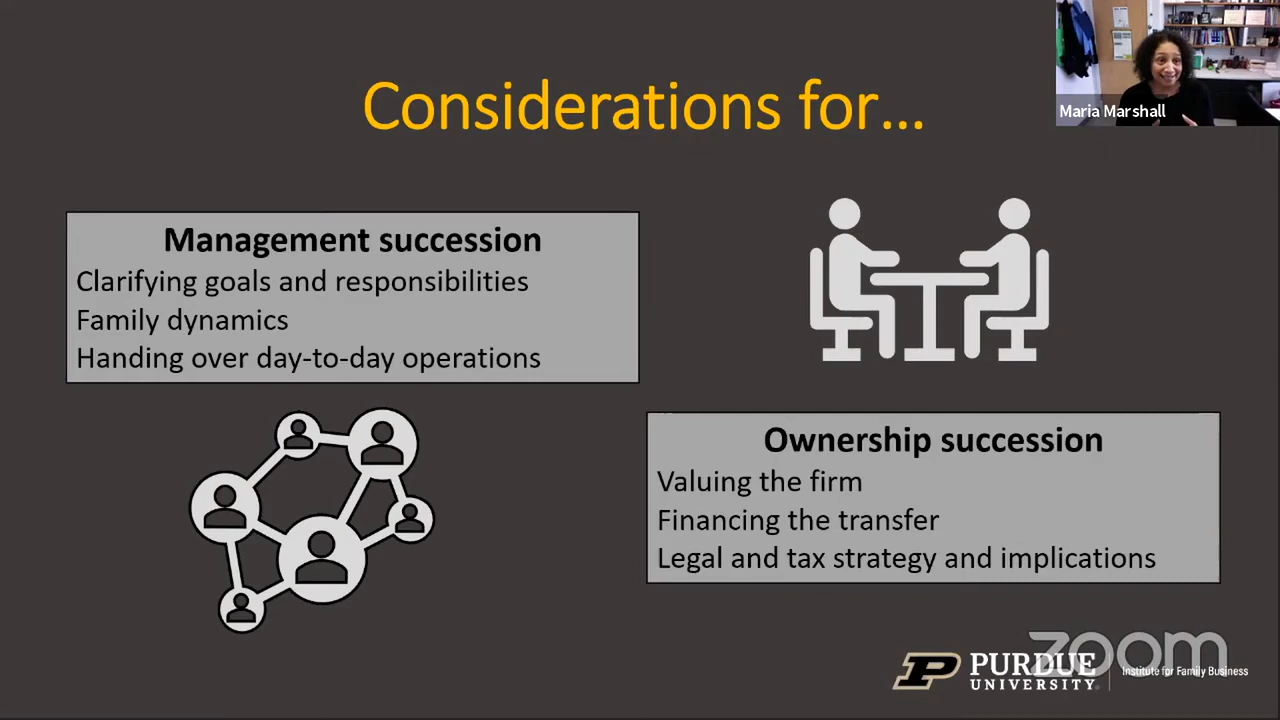 Considerations for...
Maria Marshall
Management succession
Clarifying goals and responsibilities
Family dynamics
Handing over day-to-day operations
Ownership succession
Valuing the firm
Financing the transfer
Legal and tax strategy and implications
zoom
PURDUE
UNIVERSITY
Institute for Family Business